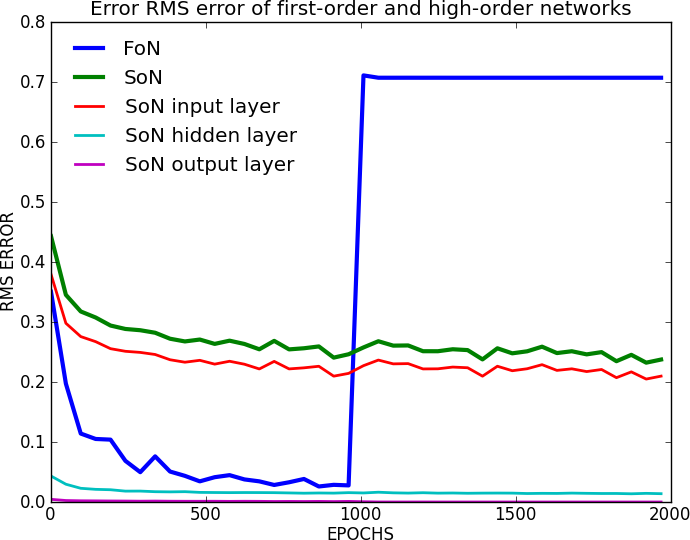 Error RMS error of first-order and high-order networks
0.8
0.7
0.6
0.5
0.4
0.3
0.2
0.1
0.0
RMS ERROR
FoN
SoN
SoN input layer
SoN hidden layer
SoN output layer
0 500 1000 1500 2000
EPOCHS